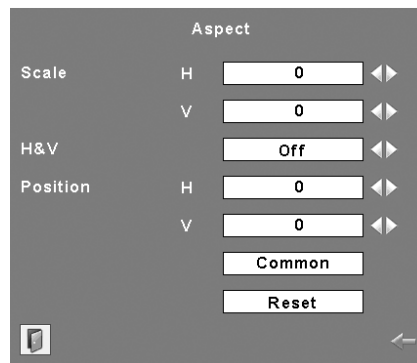 Aspect
Scale H 0
V 0
H&V Off
Position H 0
V 0
Common
Reset